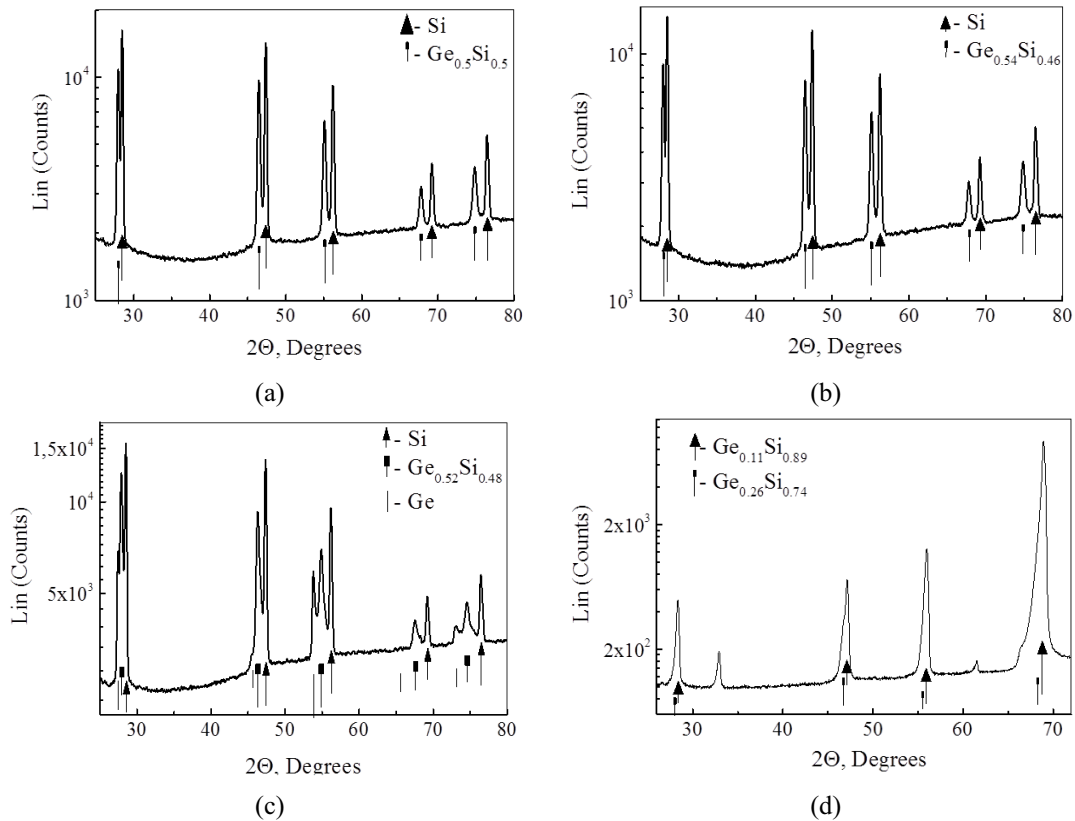 - Si
- Ge0.5Si0.5
10^4
10^3
Lin (Counts)
30 40 50 60 70 80
2Θ, Degrees
(a)
- Si
- Ge0.54Si0.46
10^4
10^3
Lin (Counts)
30 40 50 60 70 80
2Θ, Degrees
(b)
- Si
- Ge0.52Si0.48
- Ge
1,5x10^4
10^4
5x10^3
Lin (Counts)
30 40 50 60 70 80
2Θ, Degrees
(c)
- Ge0.11Si0.89
- Ge0.26Si0.74
2x10^3
2x10^2
Lin (Counts)
30 40 50 60 70
2Θ, Degrees
(d)